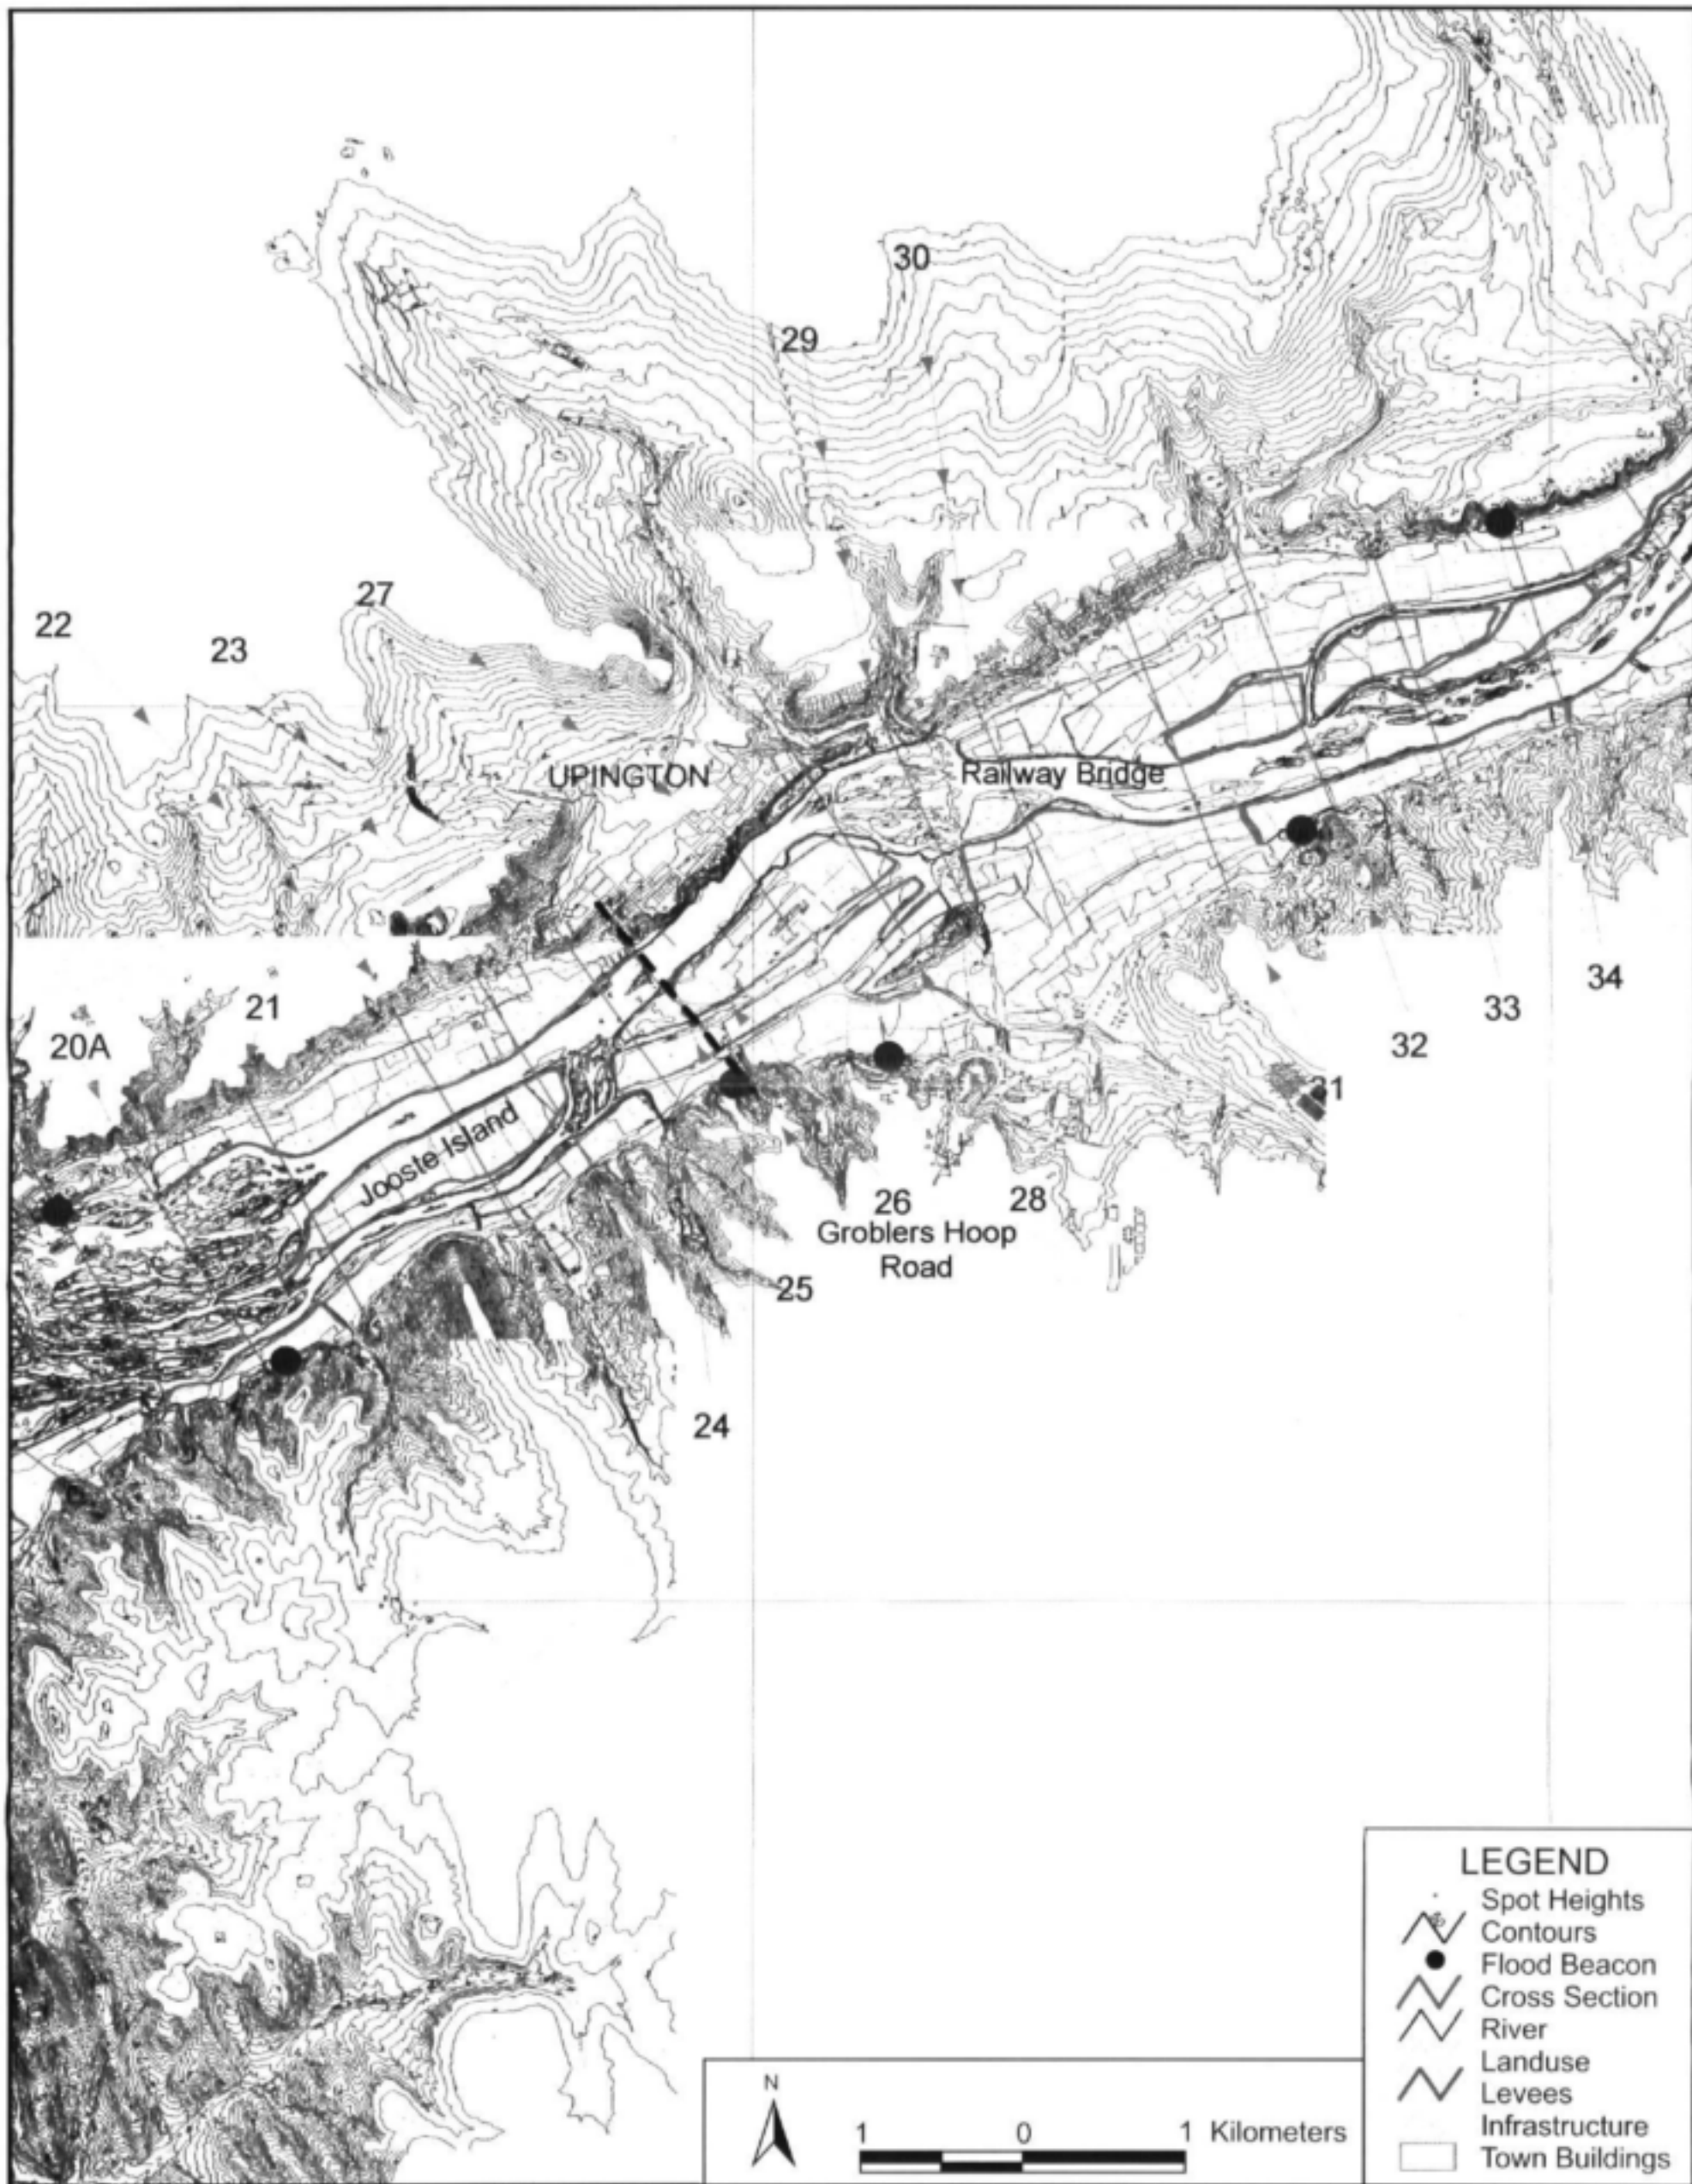 30
29
27
22
23
UPINGTON
Railway Bridge
34
33
21
32
20A
31
Jooste Island
26
28
Groblers Hoop
Road
25
24
LEGEND
Spot Heights
Contours
Flood Beacon
Cross Section
River
Landuse
Levees
Infrastructure
Town Buildings
N
1 0 1 Kilometers